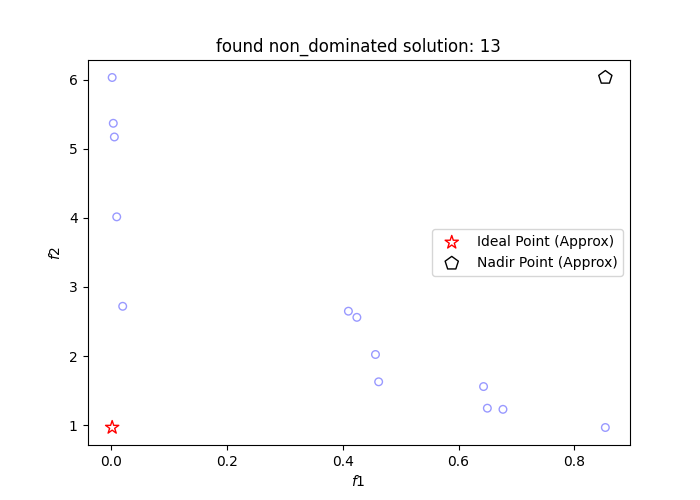 found non_dominated solution: 13
6
5
4
3
2
1
f2
Ideal Point (Approx)
Nadir Point (Approx)
0.0 0.2 0.4 0.6 0.8
f1